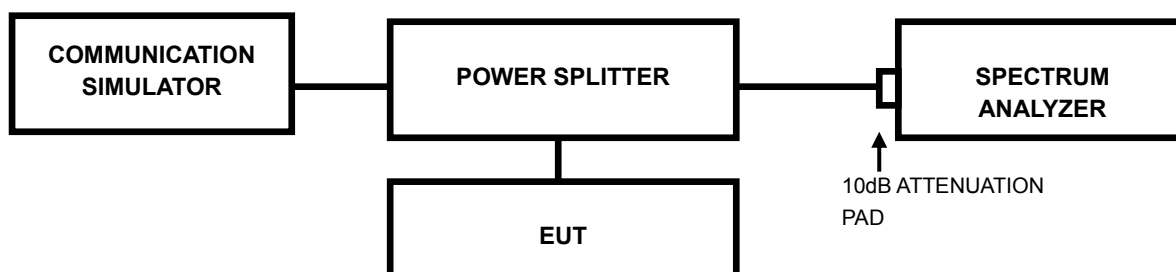 COMMUNICATION
SIMULATOR
POWER SPLITTER
SPECTRUM
ANALYZER
10dB ATTENUATION
PAD
EUT